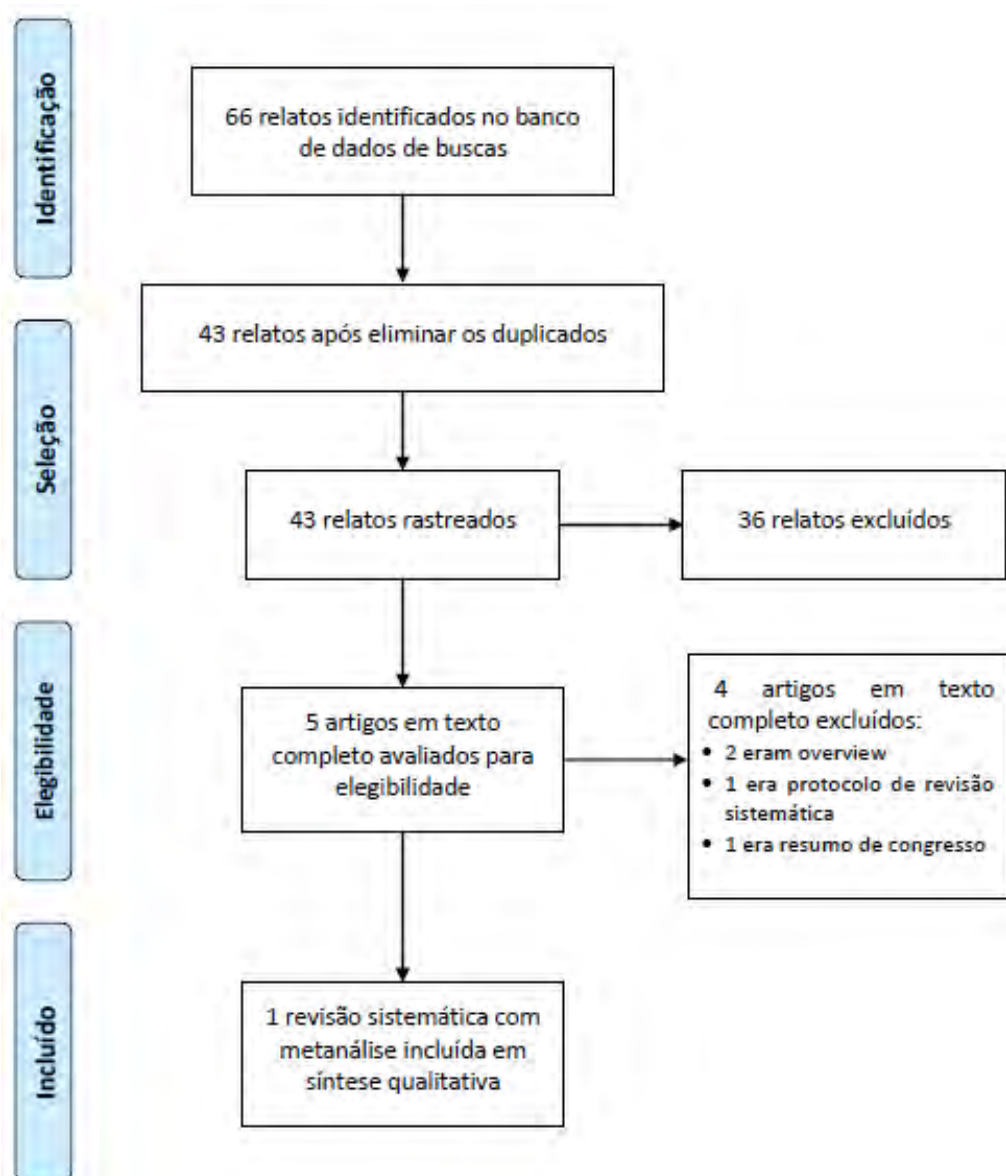 Identificação
66 relatos identificados no banco
de dados de buscas
Seleção
43 relatos após eliminar os duplicados
43 relatos rastreados
36 relatos excluídos
Elegibilidade
5 artigos em texto
completo avaliados para
elegibilidade
4 artigos em texto
completo excluídos:
• 2 eram overview
• 1 era protocolo de revisão
sistemática
• 1 era resumo de congresso
Incluído
1 revisão sistemática com
metanálise incluída em
síntese qualitativa